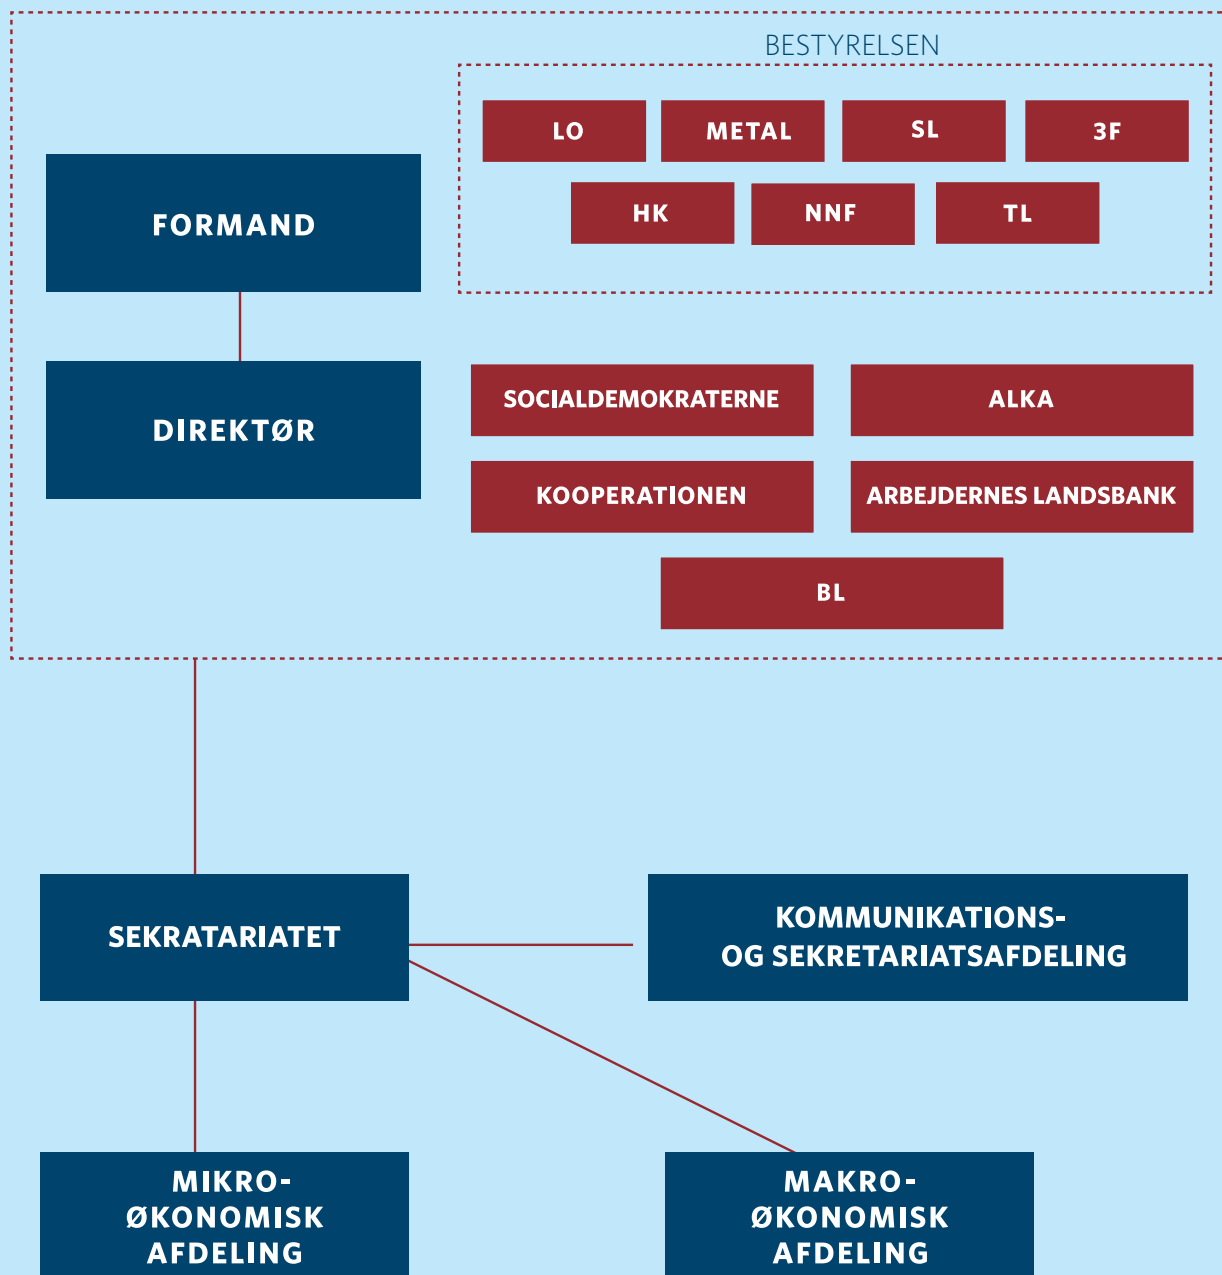 BESTYRELSEN
LO
METAL
SL
3F
HK
NNF
TL
FORMAND
DIREKTØR
SOCIALDEMOKRATERNE
ALKA
KOOPERATIONEN
ARBEJDERNES LANDSBANK
BL
SEKRATARIATET
KOMMUNIKATIONS-
OG SEKRETARIATSAFDELING
MIKRO-
ØKONOMISK
AFDELING
MAKRO-
ØKONOMISK
AFDELING